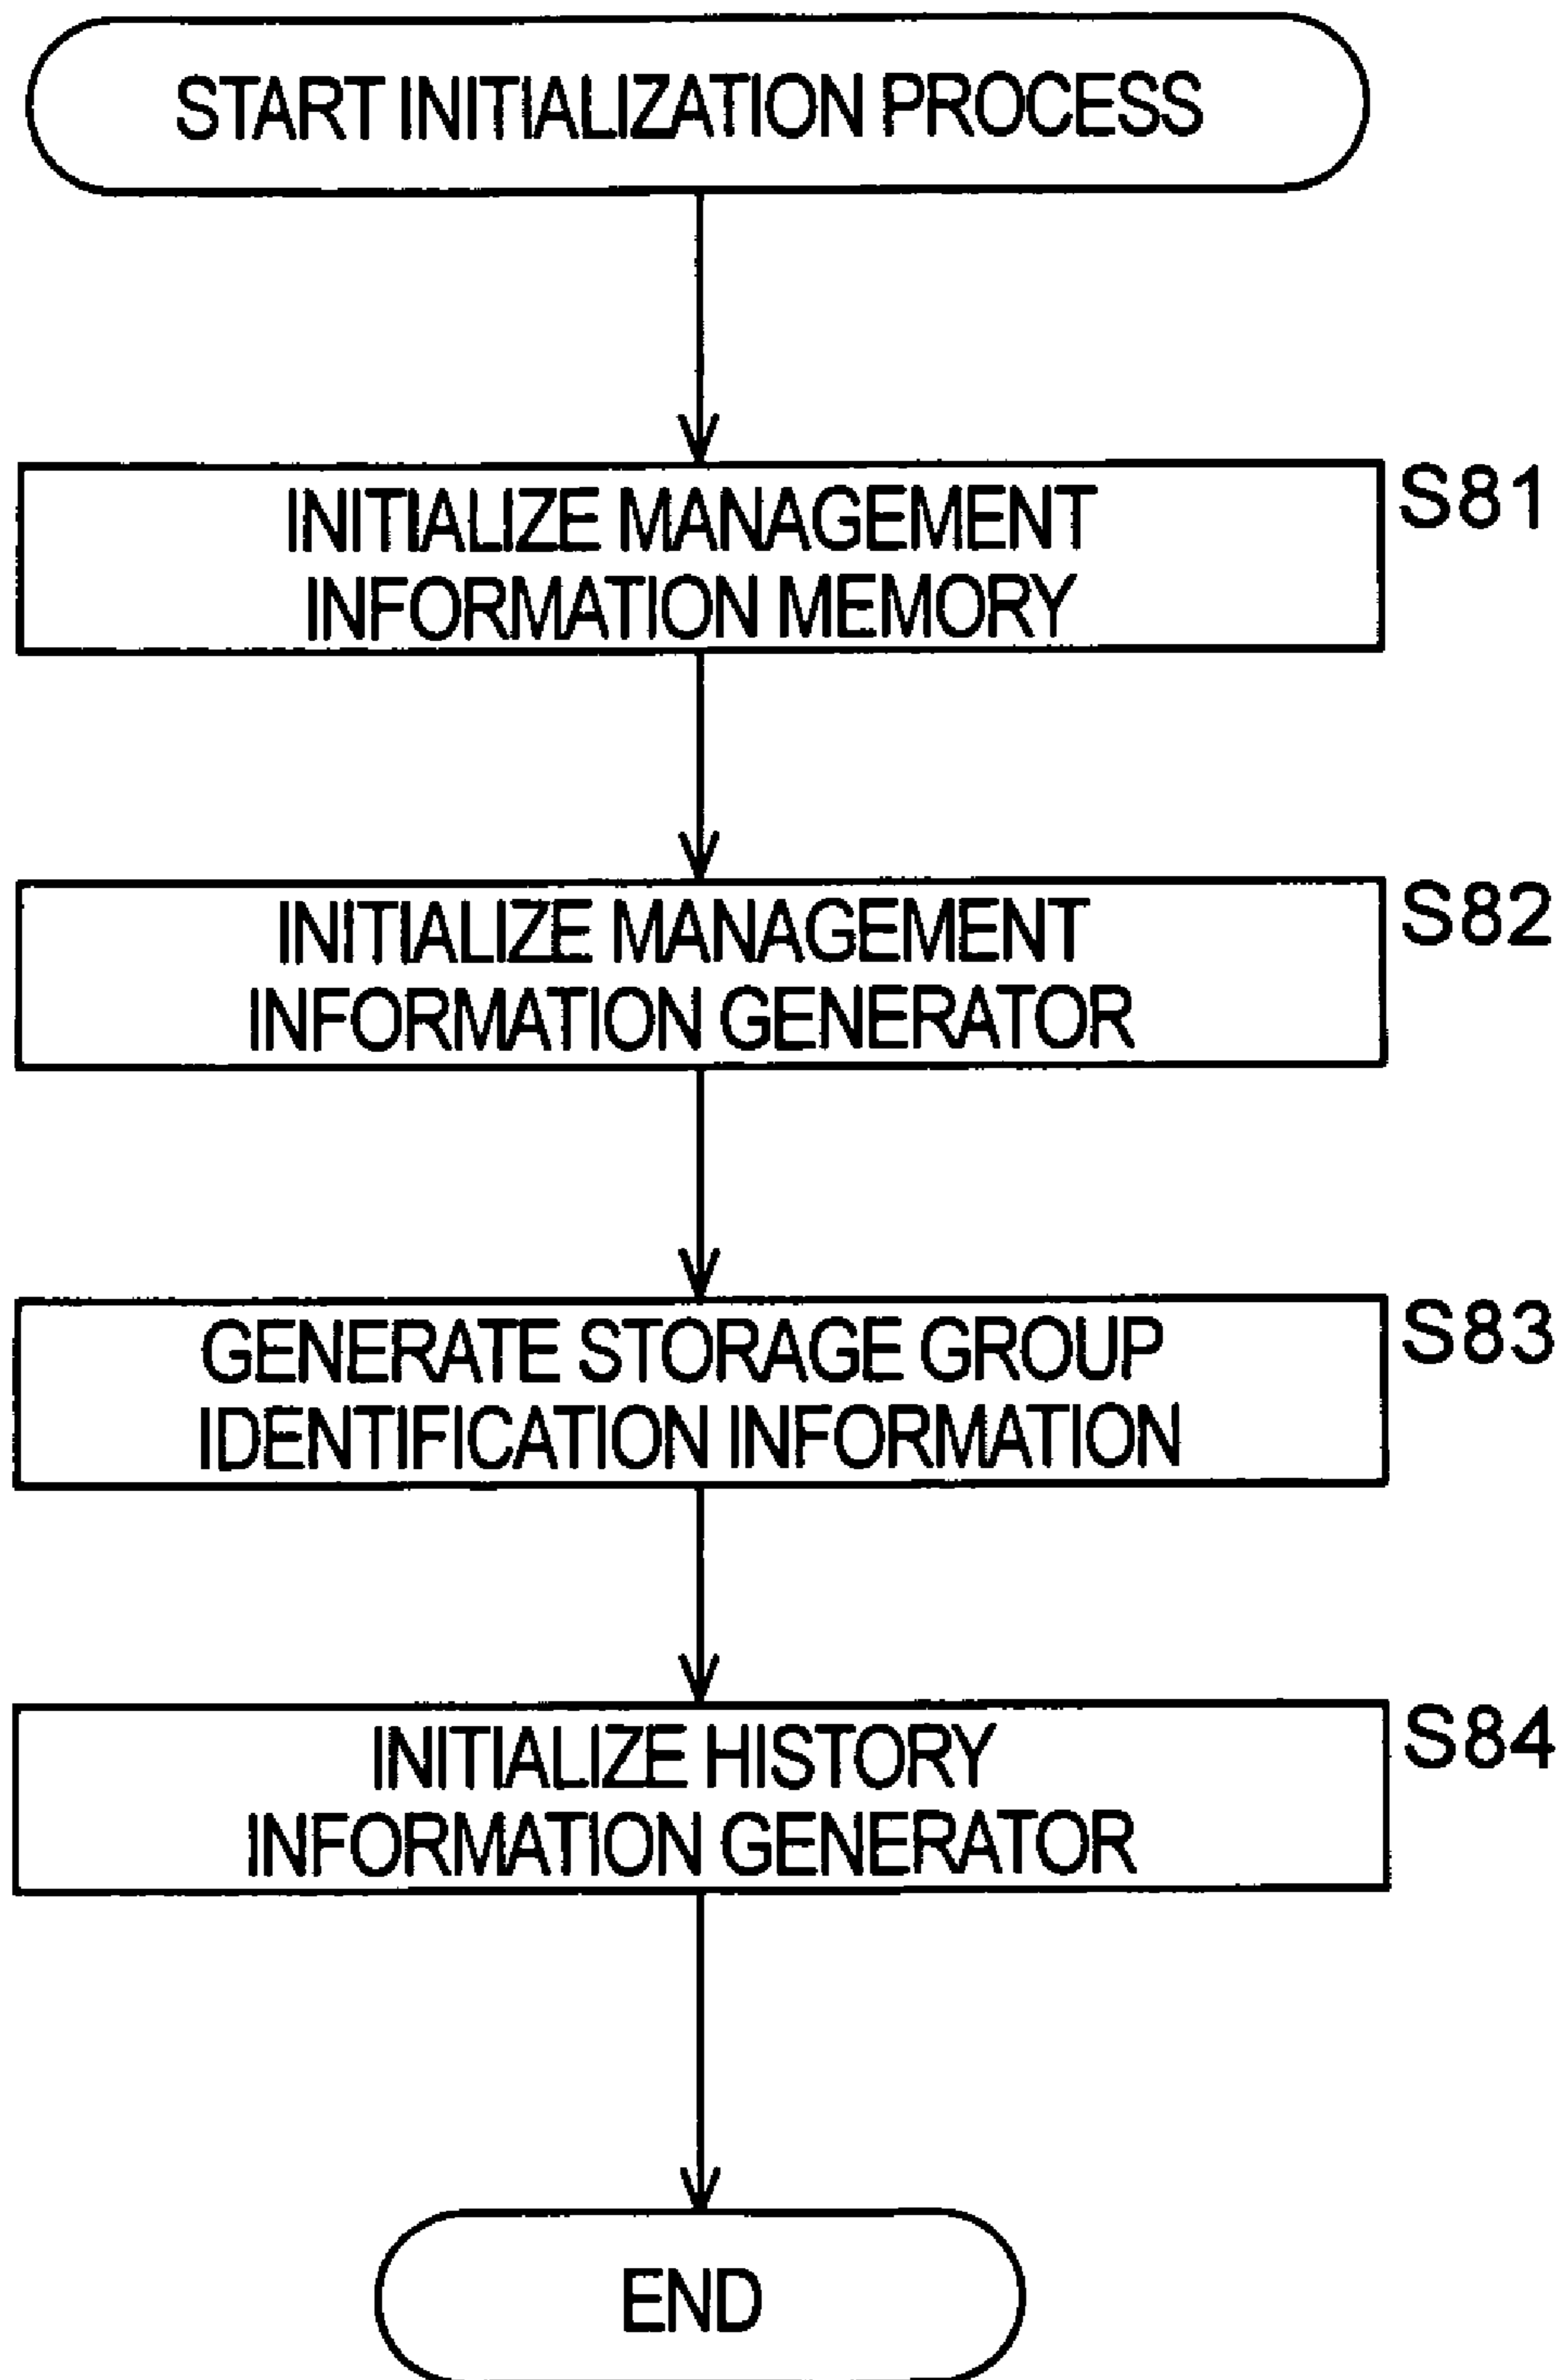 START INITIALIZATION PROCESS
INITIALIZE MANAGEMENT
INFORMATION MEMORY
S81
INITIALIZE MANAGEMENT
INFORMATION GENERATOR
S82
GENERATE STORAGE GROUP
IDENTIFICATION INFORMATION
S83
INITIALIZE HISTORY
INFORMATION GENERATOR
S84
END